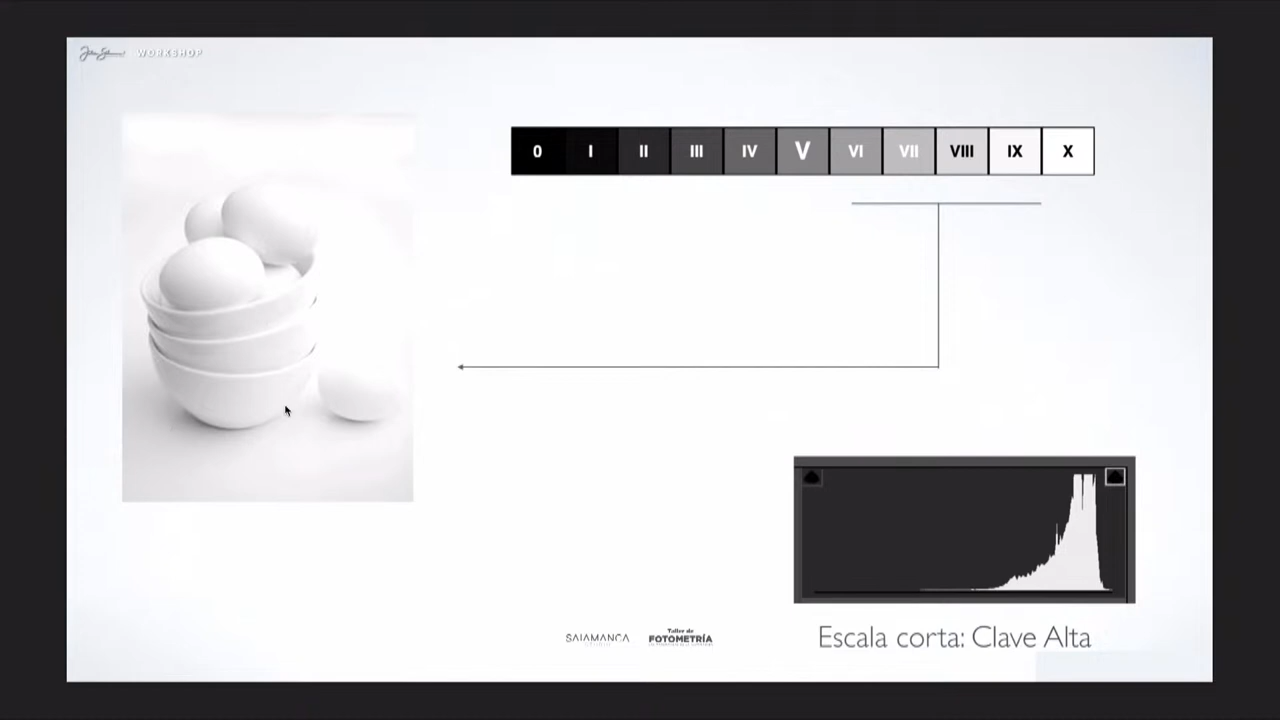 WORKSHOP
0 I II III IV V VI VII VIII IX X
SALAMANCA
Taller de
FOTOMETRÍA
Escala corta: Clave Alta